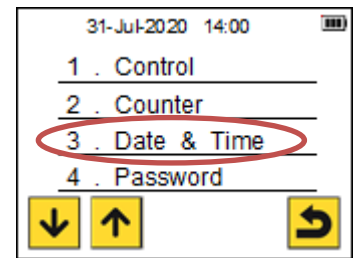 31-Jul-2020 14:00
1 . Control
2 . Counter
3 . Date & Time
4 . Password